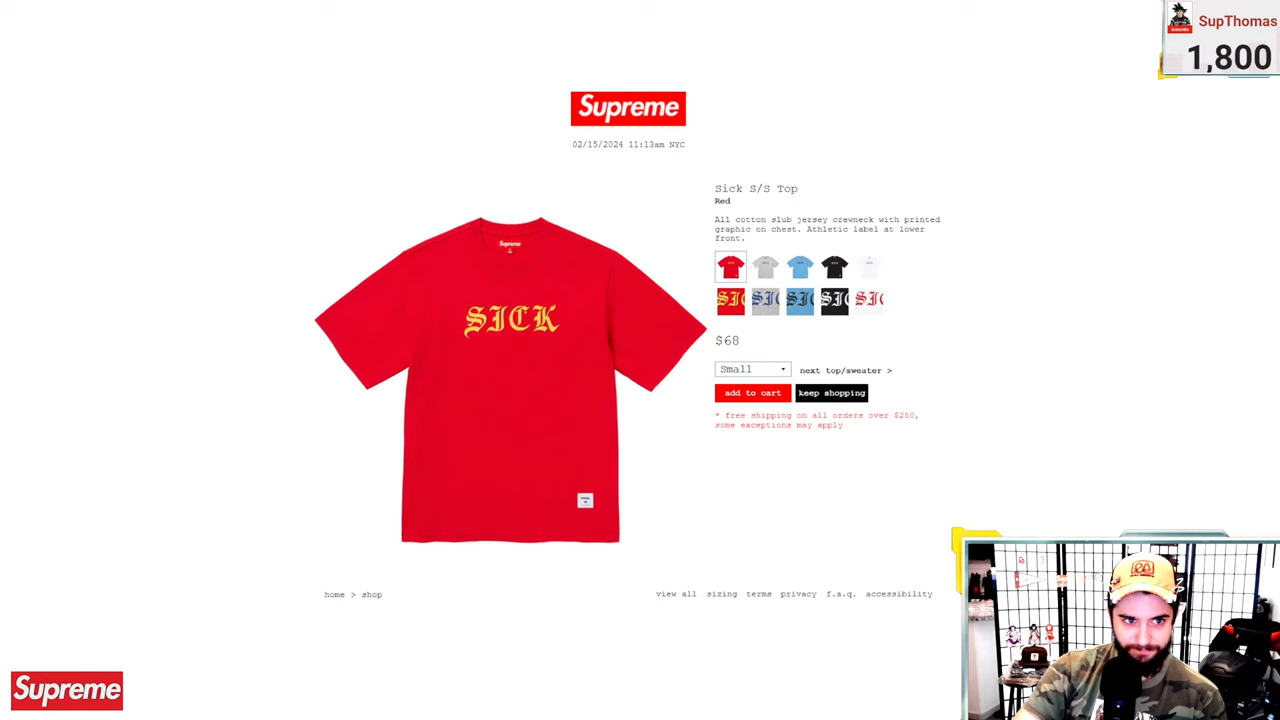 SupThomas
Subscribe
1,800
Supreme
02/15/2024 11:13am NYC
Sick S/S Top
Red
All cotton slub jersey crewneck with printed
graphic on chest. Athletic label at lower
front.
Supreme
SICK
$68
Small
next top/sweater >
add to cart
keep shopping
* free shipping on all orders over $250,
some exceptions may apply
home > shop
view all sizing terms privacy f.a.q. accessibility
Supreme